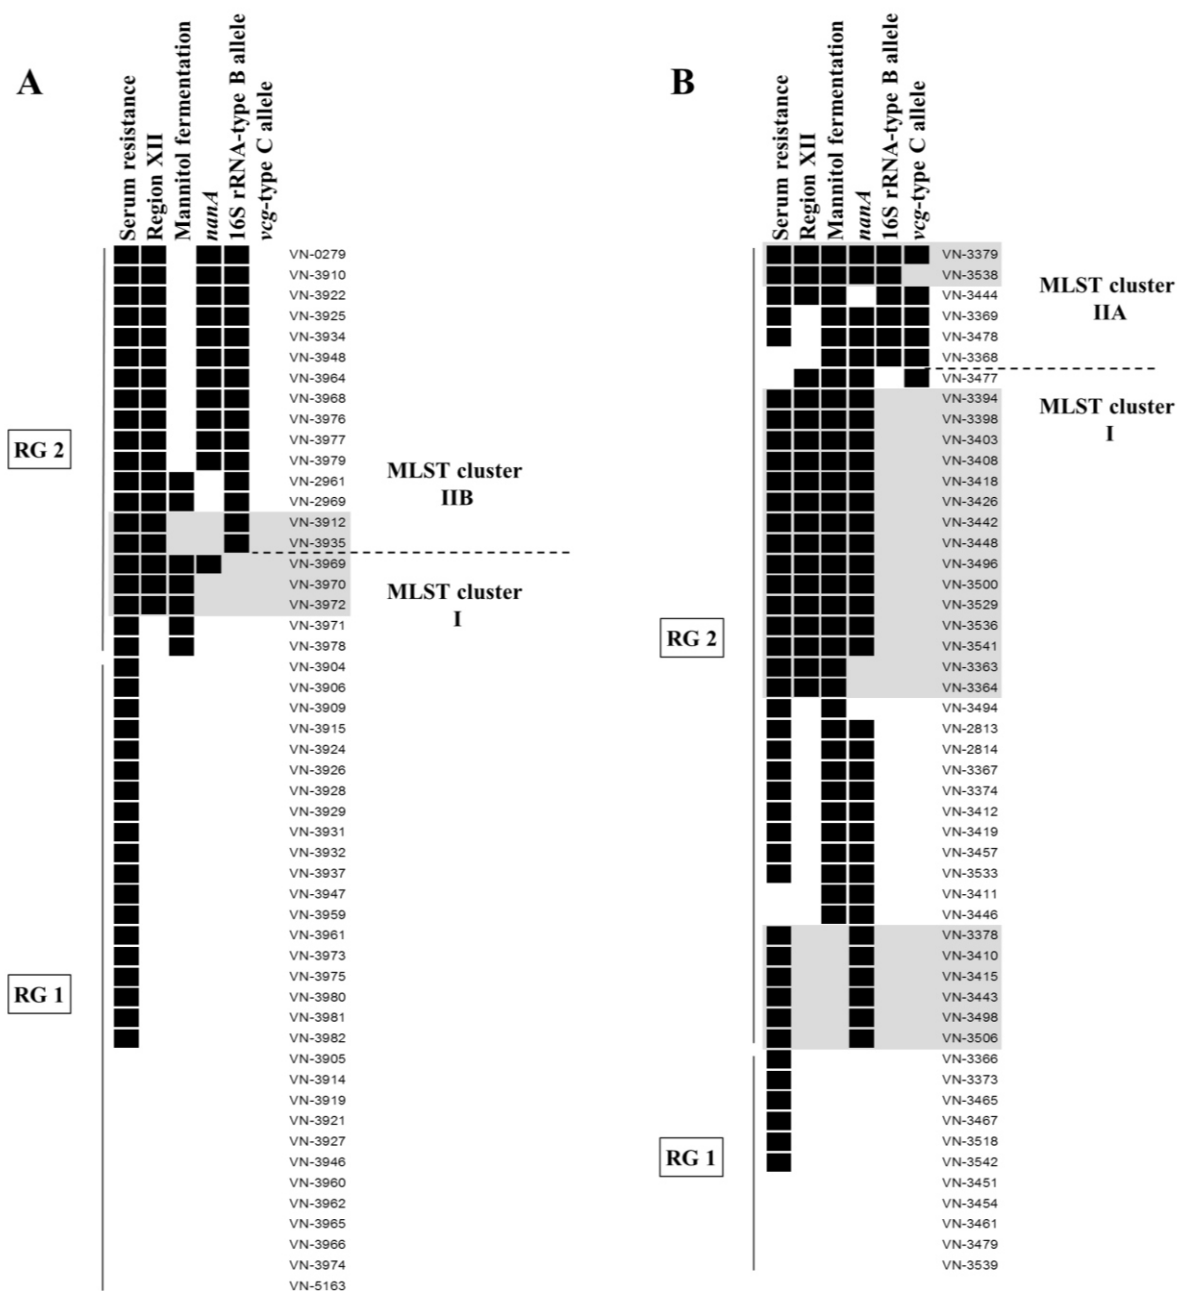 A
Serum resistance
Region XII
Mannitol fermentation
nanA
16S rRNA-type B allele
vcg-type C allele
VN-0279
VN-3910
VN-3922
VN-3925
VN-3934
VN-3948
VN-3964
VN-3968
VN-3976
VN-3977
VN-3979
VN-2961
VN-2969
VN-3912
VN-3935
VN-3969
VN-3970
VN-3972
VN-3971
VN-3978
VN-3904
VN-3906
VN-3909
VN-3915
VN-3924
VN-3926
VN-3928
VN-3929
VN-3931
VN-3932
VN-3937
VN-3947
VN-3959
VN-3961
VN-3973
VN-3975
VN-3980
VN-3981
VN-3982
VN-3905
VN-3914
VN-3919
VN-3921
VN-3927
VN-3946
VN-3960
VN-3962
VN-3965
VN-3966
VN-3974
VN-5163
RG 2
RG 1
MLST cluster
IIB
MLST cluster
I
B
Serum resistance
Region XII
Mannitol fermentation
nanA
16S rRNA-type B allele
vcg-type C allele
VN-3379
VN-3538
VN-3444
VN-3369
VN-3478
VN-3368
VN-3477
VN-3394
VN-3398
VN-3403
VN-3408
VN-3418
VN-3426
VN-3442
VN-3448
VN-3496
VN-3500
VN-3529
VN-3536
VN-3541
VN-3363
VN-3364
VN-3494
VN-2813
VN-2814
VN-3367
VN-3374
VN-3412
VN-3419
VN-3457
VN-3533
VN-3411
VN-3446
VN-3378
VN-3410
VN-3415
VN-3443
VN-3498
VN-3506
VN-3366
VN-3373
VN-3465
VN-3467
VN-3518
VN-3542
VN-3451
VN-3454
VN-3461
VN-3479
VN-3539
RG 2
RG 1
MLST cluster
IIA
MLST cluster
I